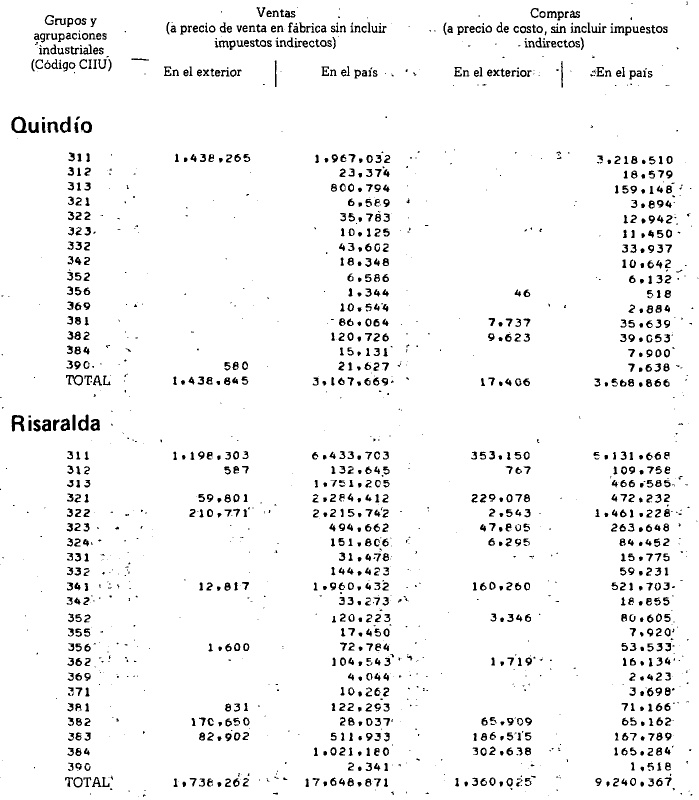 Grupos y agrupaciones industriales (Código CIIU)
Ventas
(a precio de venta en fábrica sin incluir impuestos indirectos)
En el exterior En el país
Compras
(a precio de costo, sin incluir impuestos indirectos)
En el exterior En el país
Quindío
311 1,438,265 1,967,032 3,218,510
312 23,374 18,579
313 800,794 159,148
321 6,589 3,894
322 35,783 12,942
323 10,125 11,450
332 43,602 33,937
342 18,348 10,642
352 6,586 6,132
356 1,344 46 518
369 10,544 2,884
381 86,064 7,737 35,639
382 120,726 9,623 39,053
384 15,131 7,900
390 580 21,627 7,638
TOTAL 1,438,845 3,167,669 17,406 3,568,866
Risaralda
311 1,198,303 6,433,703 353,150 5,131,668
312 587 132,645 767 109,758
313 1,751,205 466,585
321 59,801 2,284,412 229,078 472,232
322 210,771 2,215,742 2,543 1,461,228
323 494,662 47,805 263,648
324 151,806 6,295 84,452
331 31,478 15,775
332 144,423 59,231
341 12,817 1,960,432 160,260 521,703
342 33,273 18,855
352 120,223 3,346 80,605
355 17,450 7,920
356 1,600 72,784 53,533
362 104,543 1,719 16,134
369 4,044 2,423
371 10,262 3,698
381 831 122,293 71,166
382 170,650 28,037 65,909 65,162
383 82,902 511,933 186,515 167,789
384 1,021,180 302,638 165,284
390 2,341 1,518
TOTAL 1,738,262 17,648,871 1,360,025 9,240,367